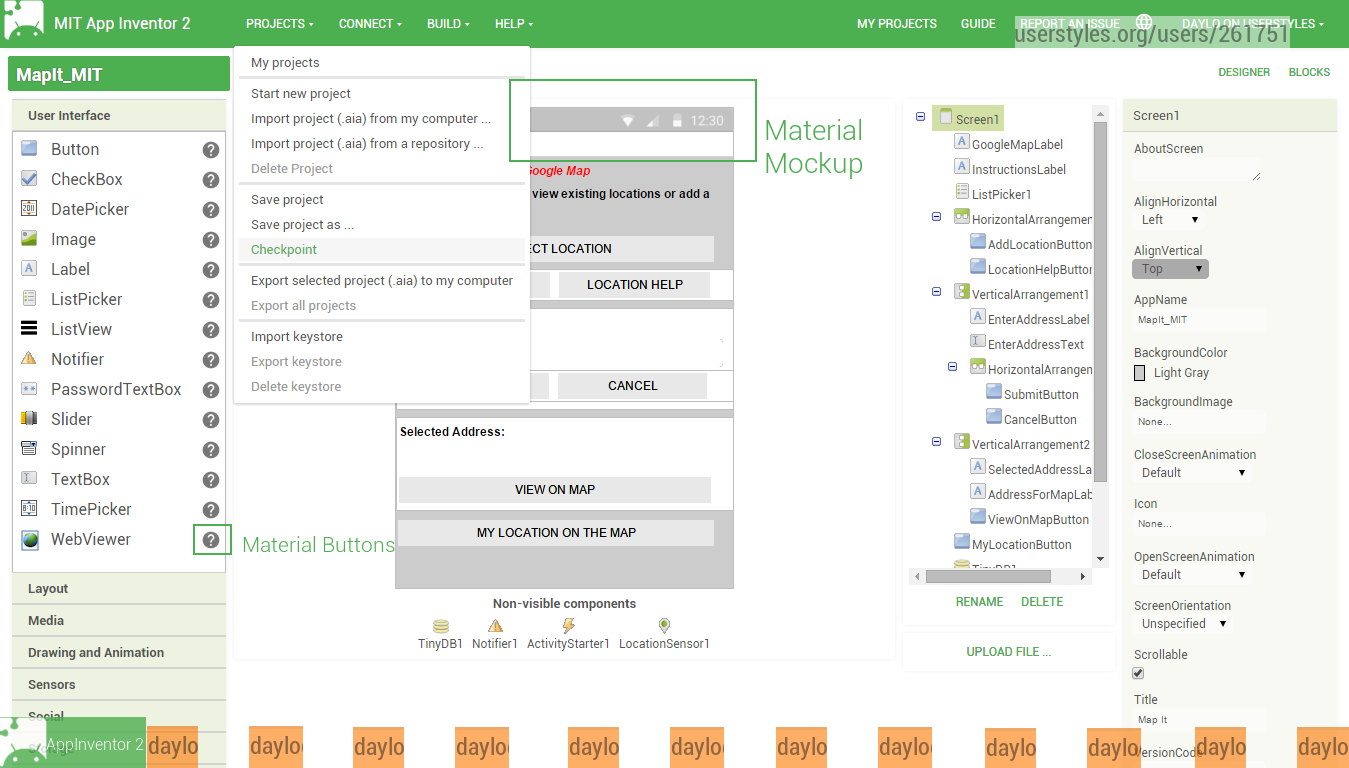 MIT App Inventor 2
PROJECTS
CONNECT
BUILD
HELP
MY PROJECTS
GUIDE
REPORT AN ISSUE
DAYLO ON USERSTYLES
userstyles.org/users/261751
MapIt_MIT
DESIGNER
BLOCKS
User Interface
Button
CheckBox
DatePicker
Image
Label
ListPicker
ListView
Notifier
PasswordTextBox
Slider
Spinner
TextBox
TimePicker
WebViewer
Layout
Media
Drawing and Animation
Sensors
Social
My projects
Start new project
Import project (.aia) from my computer ...
Import project (.aia) from a repository ...
Delete Project
Save project
Save project as ...
Checkpoint
Export selected project (.aia) to my computer
Export all projects
Import keystore
Export keystore
Delete keystore
12:30
Material
Mockup
Google Map
view existing locations or add a
CT LOCATION
LOCATION HELP
CANCEL
Selected Address:
VIEW ON MAP
MY LOCATION ON THE MAP
Material Buttons
Non-visible components
TinyDB1
Notifier1
ActivityStarter1
LocationSensor1
Screen1
GoogleMapLabel
InstructionsLabel
ListPicker1
HorizontalArrangemen
AddLocationButton
LocationHelpButton
VerticalArrangement1
EnterAddressLabel
EnterAddressText
HorizontalArrangen
SubmitButton
CancelButton
VerticalArrangement2
SelectedAddressLa
AddressForMapLab
ViewOnMapButton
MyLocationButton
TinyDB1
RENAME
DELETE
UPLOAD FILE ...
Screen1
AboutScreen
AlignHorizontal
Left
AlignVertical
Top
AppName
MapIt_MIT
BackgroundColor
Light Gray
BackgroundImage
None...
CloseScreenAnimation
Default
Icon
None...
OpenScreenAnimation
Default
ScreenOrientation
Unspecified
Scrollable
Title
Map It
VersionCode
AppInventor 2
daylo
daylo
daylo
daylo
daylo
daylo
daylo
daylo
daylo
daylo
daylo
daylo